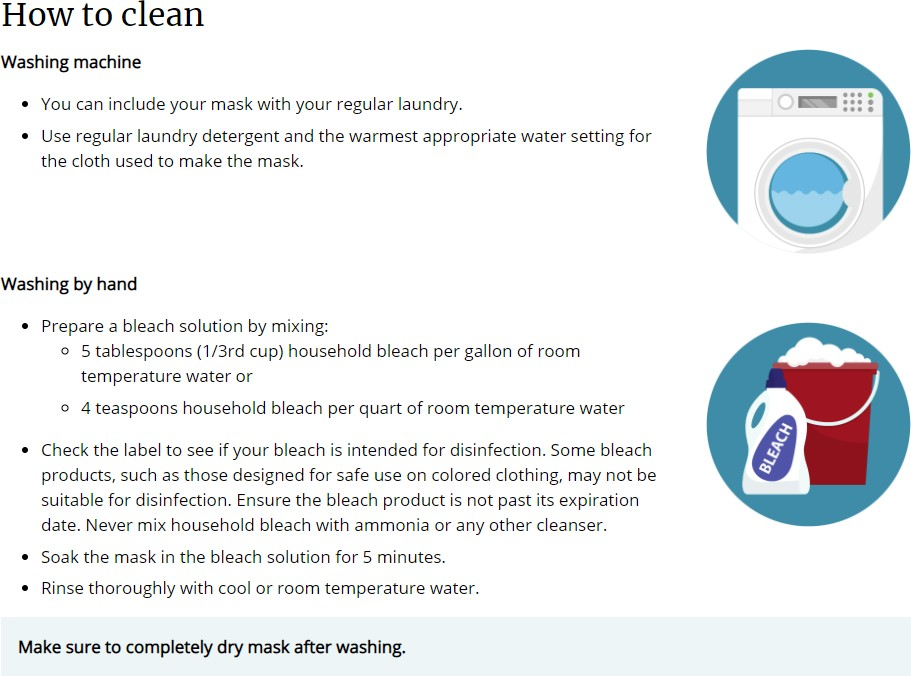 How to clean
Washing machine
You can include your mask with your regular laundry.
Use regular laundry detergent and the warmest appropriate water setting for
the cloth used to make the mask.
Washing by hand
Prepare a bleach solution by mixing:
5 tablespoons (1/3rd cup) household bleach per gallon of room
temperature water or
4 teaspoons household bleach per quart of room temperature water
Check the label to see if your bleach is intended for disinfection. Some bleach
products, such as those designed for safe use on colored clothing, may not be
suitable for disinfection. Ensure the bleach product is not past its expiration
date. Never mix household bleach with ammonia or any other cleanser.
Soak the mask in the bleach solution for 5 minutes.
Rinse thoroughly with cool or room temperature water.
BLEACH
Make sure to completely dry mask after washing.